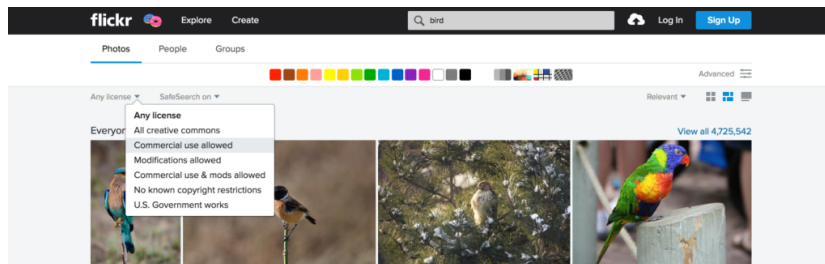 flickr Explore Create bird Log In Sign Up
Photos People Groups
Advanced
Any license SafeSearch on Relevant
Any license
Everyon View all 4,725,542
All creative commons
Commercial use allowed
Modifications allowed
Commercial use & mods allowed
No known copyright restrictions
U.S. Government works